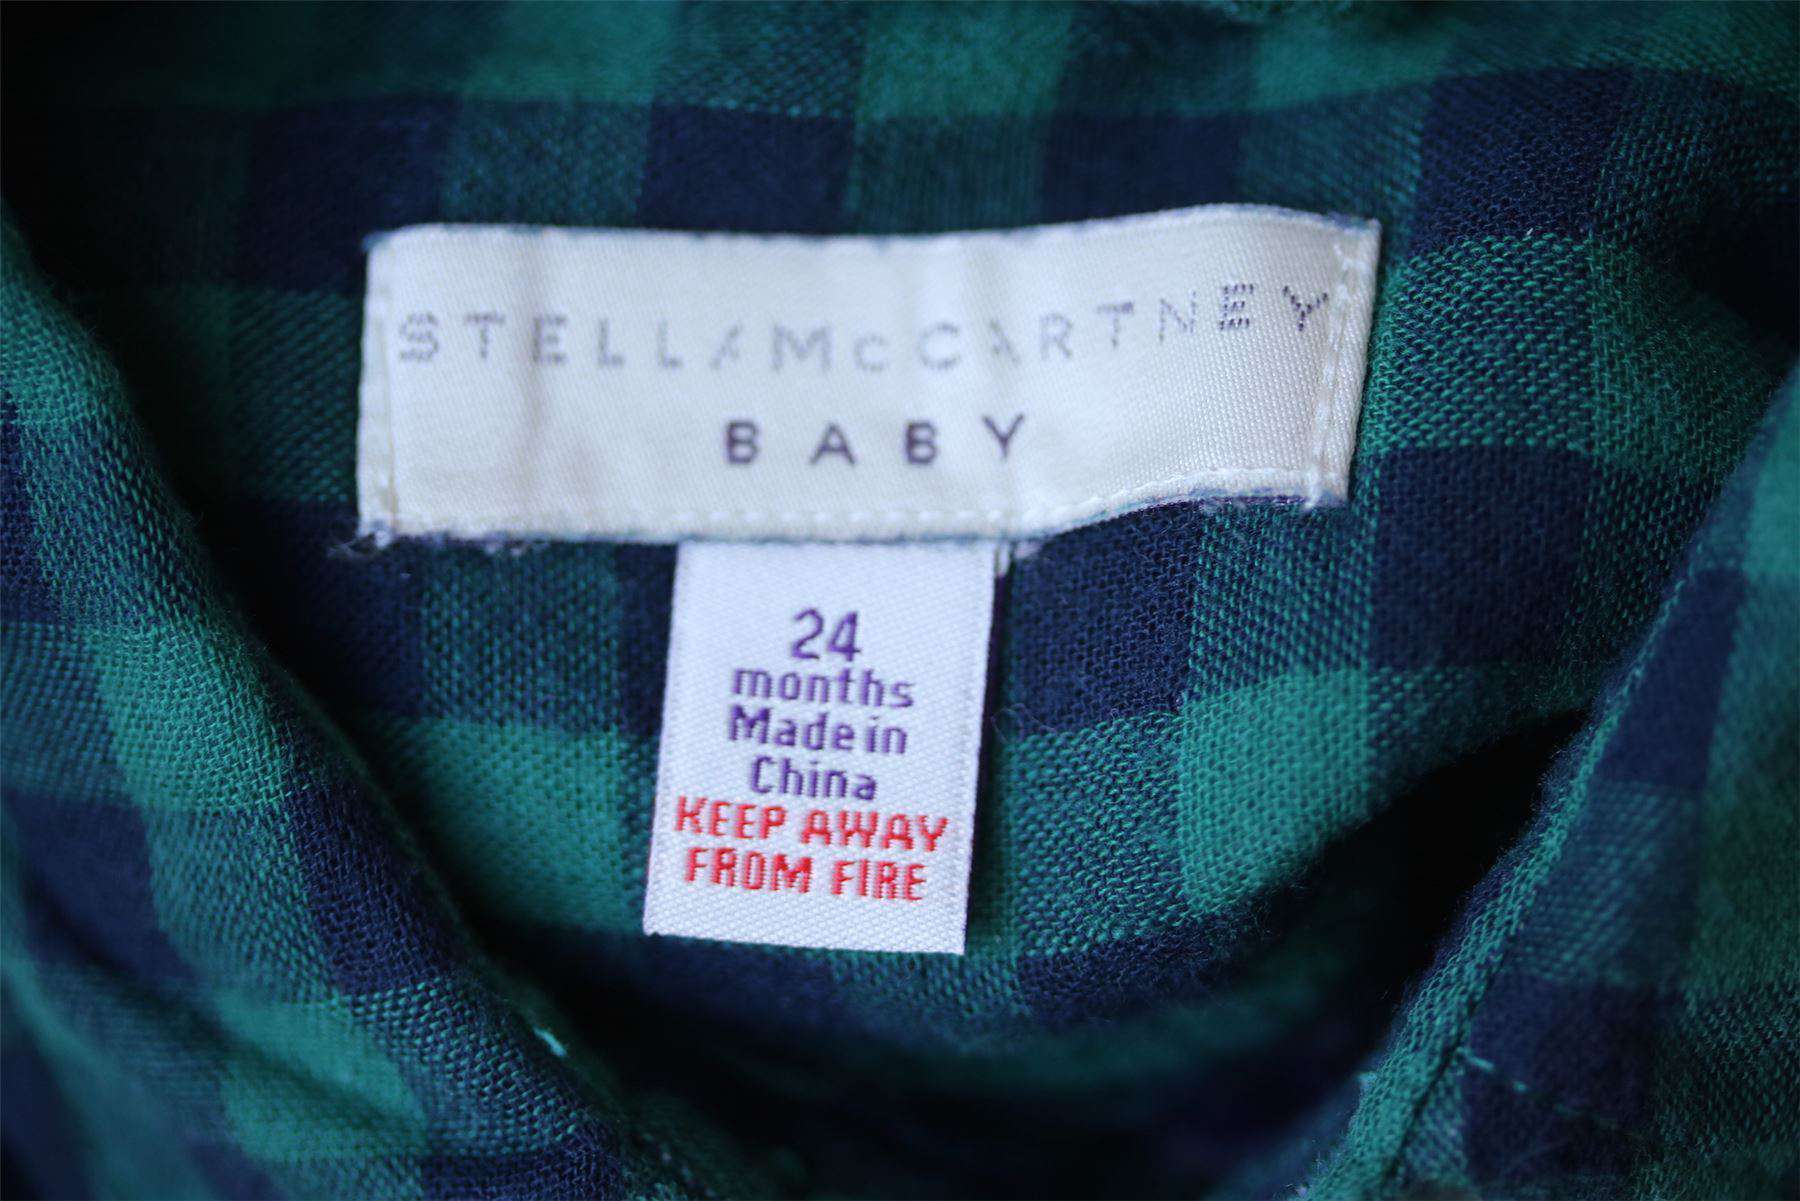 STELLA McCARTNEY
BABY
24
months
Made in
China
KEEP AWAY
FROM FIRE